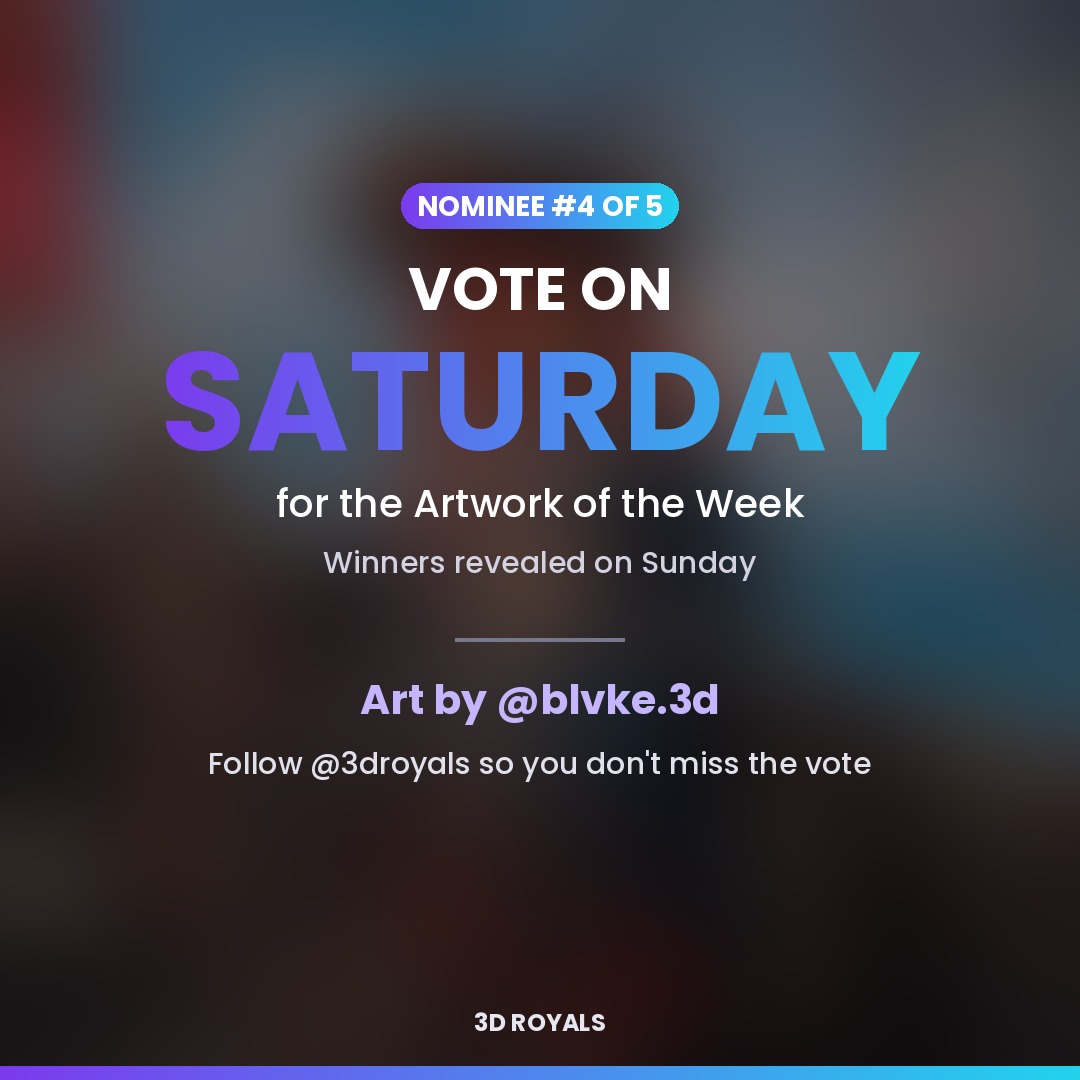 NOMINEE #4 OF 5
VOTE ON
SATURDAY
for the Artwork of the Week
Winners revealed on Sunday
Art by @blvke.3d
Follow @3droyals so you don't miss the vote
3D ROYALS